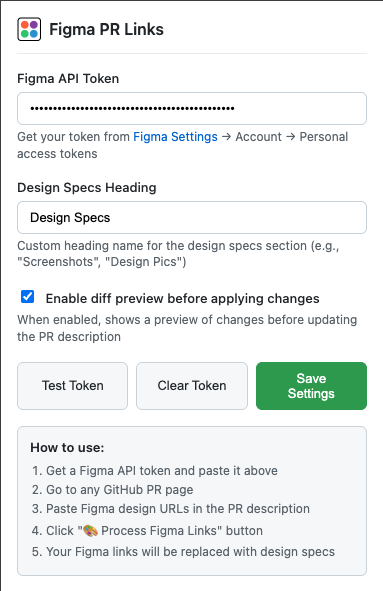 Figma PR Links
Figma API Token
••••••••••••••••••••••••••••••••••••••••••••••
Get your token from Figma Settings → Account → Personal
access tokens
Design Specs Heading
Design Specs
Custom heading name for the design specs section (e.g.,
"Screenshots", "Design Pics")
Enable diff preview before applying changes
When enabled, shows a preview of changes before updating
the PR description
Test Token
Clear Token
Save
Settings
How to use:
1. Get a Figma API token and paste it above
2. Go to any GitHub PR page
3. Paste Figma design URLs in the PR description
4. Click "🎨 Process Figma Links" button
5. Your Figma links will be replaced with design specs